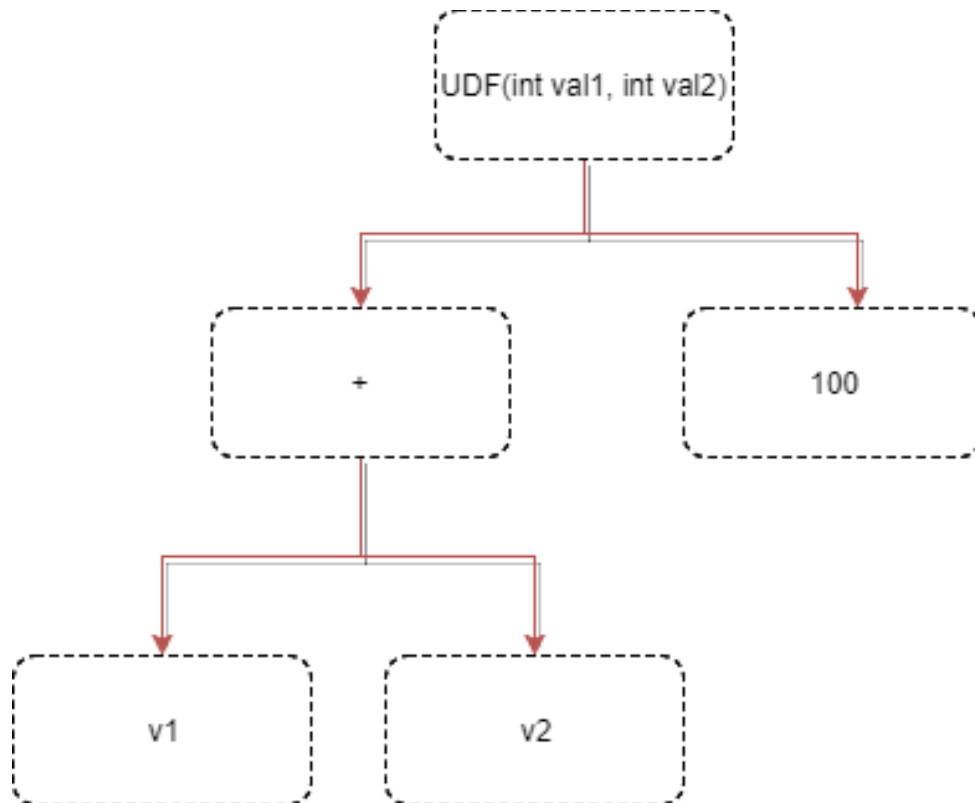 UDF(int val1, int val2)
+
100
v1
v2